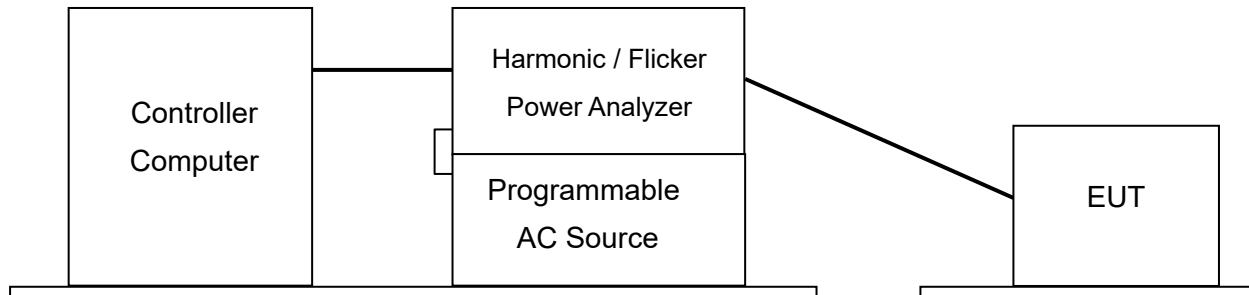 Controller
Computer
Harmonic / Flicker
Power Analyzer
Programmable
AC Source
EUT